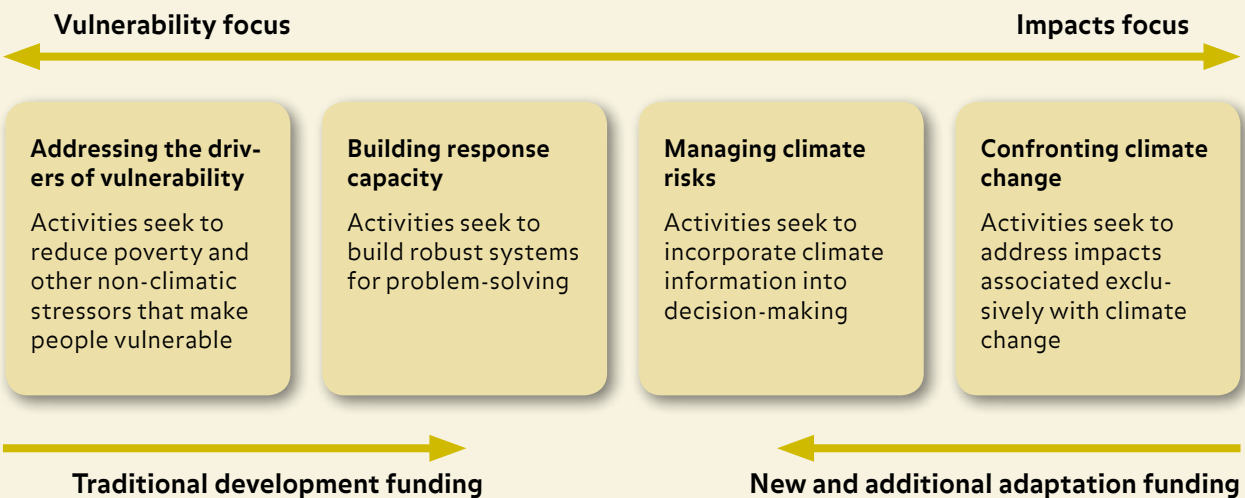 Vulnerability focus
Impacts focus
Addressing the driv-
ers of vulnerability
Activities seek to
reduce poverty and
other non-climatic
stressors that make
people vulnerable
Building response
capacity
Activities seek to
build robust systems
for problem-solving
Managing climate
risks
Activities seek to
incorporate climate
information into
decision-making
Confronting climate
change
Activities seek to
address impacts
associated exclu-
sively with climate
change
Traditional development funding
New and additional adaptation funding